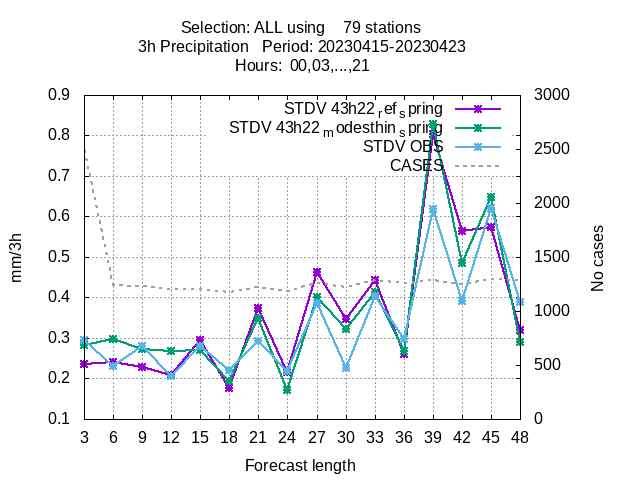 Selection: ALL using 79 stations
3h Precipitation Period: 20230415-20230423
Hours: 00,03,...,21
STDV 43h22 ref spring
STDV 43h22 modesthin spring
STDV OBS
CASES
mm/3h
No cases
0.9
0.8
0.7
0.6
0.5
0.4
0.3
0.2
0.1
3000
2500
2000
1500
1000
500
0
3 6 9 12 15 18 21 24 27 30 33 36 39 42 45 48
Forecast length